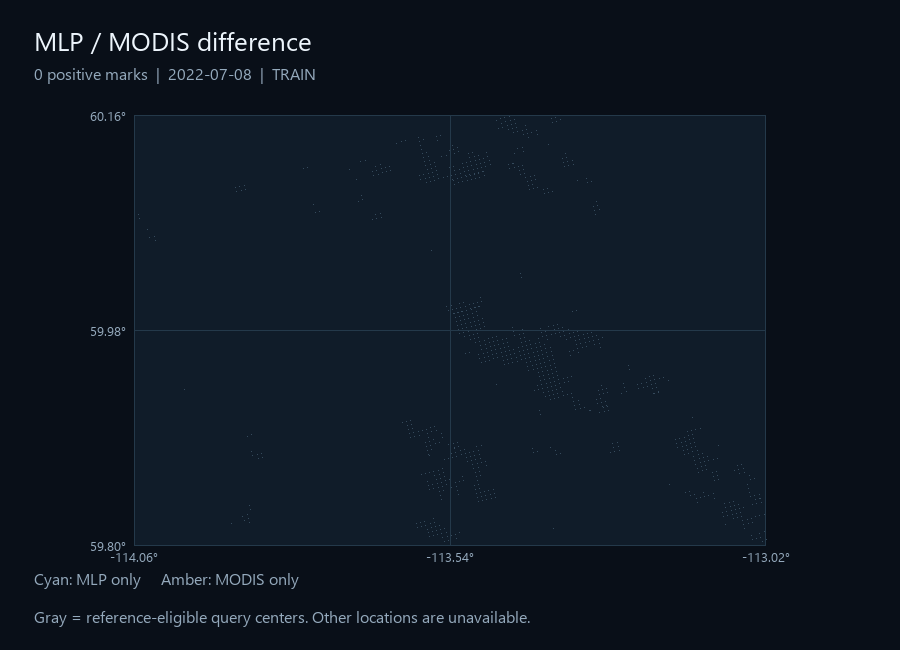 MLP / MODIS difference
0 positive marks | 2022-07-08 | TRAIN
60.16°
59.98°
59.80°
-114.06°
-113.54°
-113.02°
Cyan: MLP only
Amber: MODIS only
Gray = reference-eligible query centers. Other locations are unavailable.